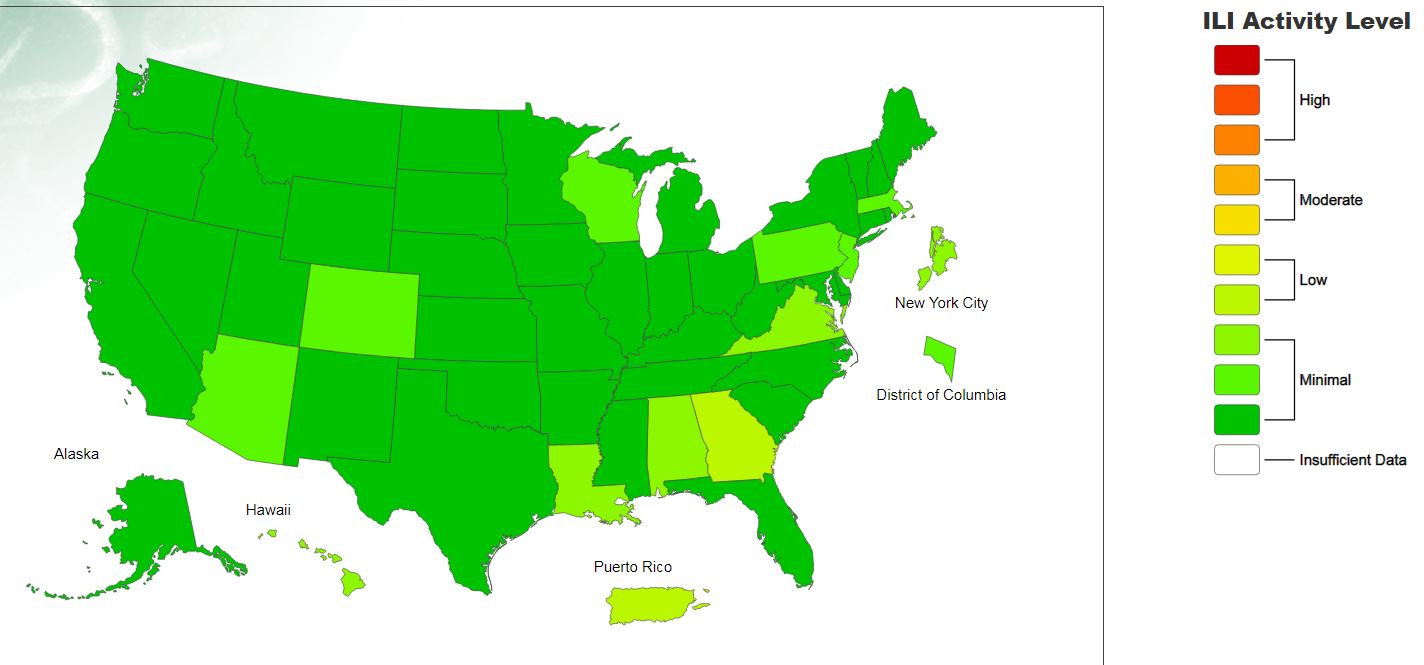 ILI Activity Level
High
Moderate
Low
Minimal
Insufficient Data
New York City
District of Columbia
Alaska
Hawaii
Puerto Rico